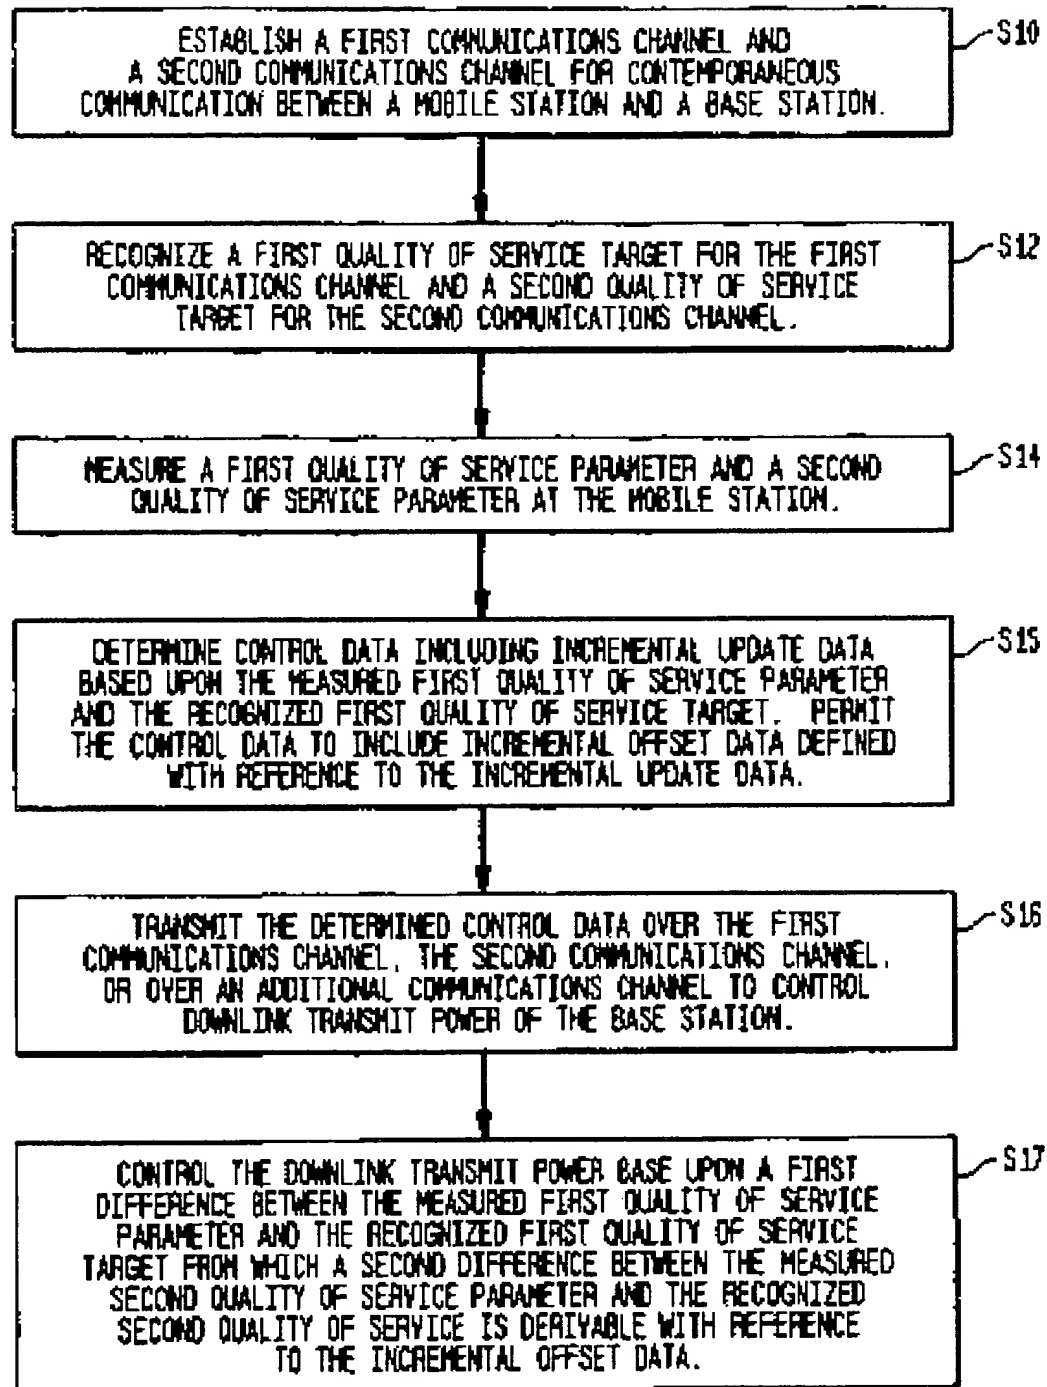 ESTABLISH A FIRST COMMUNICATIONS CHANNEL AND
A SECOND COMMUNICATIONS CHANNEL FOR CONTEMPORANEOUS
COMMUNICATION BETWEEN A MOBILE STATION AND A BASE STATION.
S10
RECOGNIZE A FIRST QUALITY OF SERVICE TARGET FOR THE FIRST
COMMUNICATIONS CHANNEL AND A SECOND QUALITY OF SERVICE
TARGET FOR THE SECOND COMMUNICATIONS CHANNEL.
S12
MEASURE A FIRST QUALITY OF SERVICE PARAMETER AND A SECOND
QUALITY OF SERVICE PARAMETER AT THE MOBILE STATION.
S14
DETERMINE CONTROL DATA INCLUDING INCREMENTAL UPDATE DATA
BASED UPON THE MEASURED FIRST QUALITY OF SERVICE PARAMETER
AND THE RECOGNIZED FIRST QUALITY OF SERVICE TARGET. PERMIT
THE CONTROL DATA TO INCLUDE INCREMENTAL OFFSET DATA DEFINED
WITH REFERENCE TO THE INCREMENTAL UPDATE DATA.
S15
TRANSMIT THE DETERMINED CONTROL DATA OVER THE FIRST
COMMUNICATIONS CHANNEL, THE SECOND COMMUNICATIONS CHANNEL,
OR OVER AN ADDITIONAL COMMUNICATIONS CHANNEL TO CONTROL
DOWNLINK TRANSMIT POWER OF THE BASE STATION.
S16
CONTROL THE DOWNLINK TRANSMIT POWER BASE UPON A FIRST
DIFFERENCE BETWEEN THE MEASURED FIRST QUALITY OF SERVICE
PARAMETER AND THE RECOGNIZED FIRST QUALITY OF SERVICE
TARGET FROM WHICH A SECOND DIFFERENCE BETWEEN THE MEASURED
SECOND QUALITY OF SERVICE PARAMETER AND THE RECOGNIZED
SECOND QUALITY OF SERVICE IS DERIVABLE WITH REFERENCE
TO THE INCREMENTAL OFFSET DATA.
S17